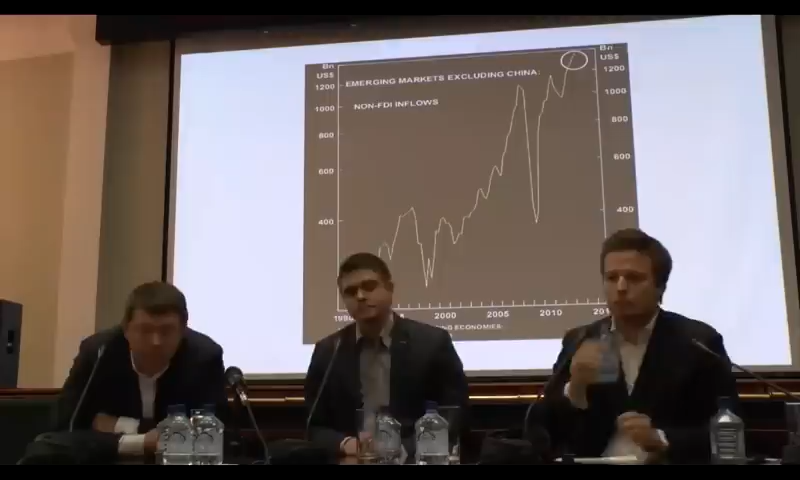 Bn
US$
Bn
US$
EMERGING MARKETS EXCLUDING CHINA:
NON-FDI INFLOWS
1200
1000
800
600
400
1200
1000
800
600
400
2000
2005
2010
ECONOMIES: